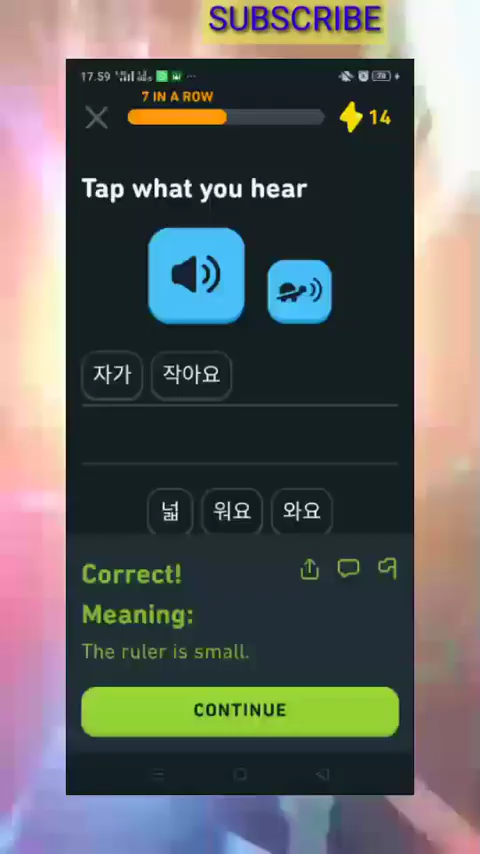 SUBSCRIBE
17.59
7 IN A ROW
14
Tap what you hear
자가 작아요
넓 워요 와요
Correct!
Meaning:
The ruler is small.
CONTINUE